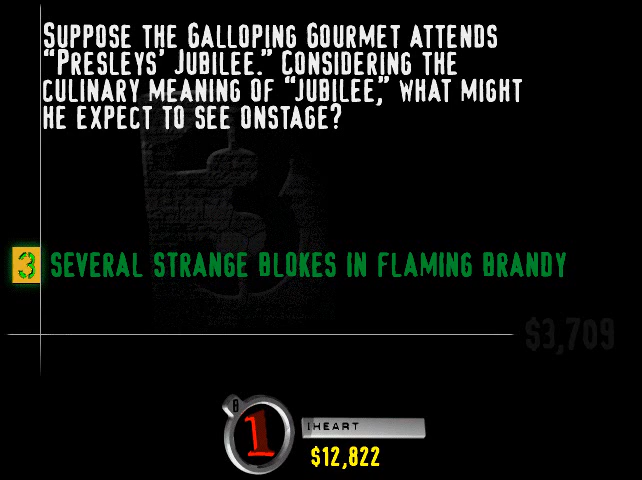 SUPPOSE THE GALLOPING GOURMET ATTENDS
"PRESLEYS' JUBILEE." CONSIDERING THE
CULINARY MEANING OF "JUBILEE," WHAT MIGHT
HE EXPECT TO SEE ONSTAGE?
3 SEVERAL STRANGE BLOKES IN FLAMING BRANDY
$3,709
1
IHEART
$12,822